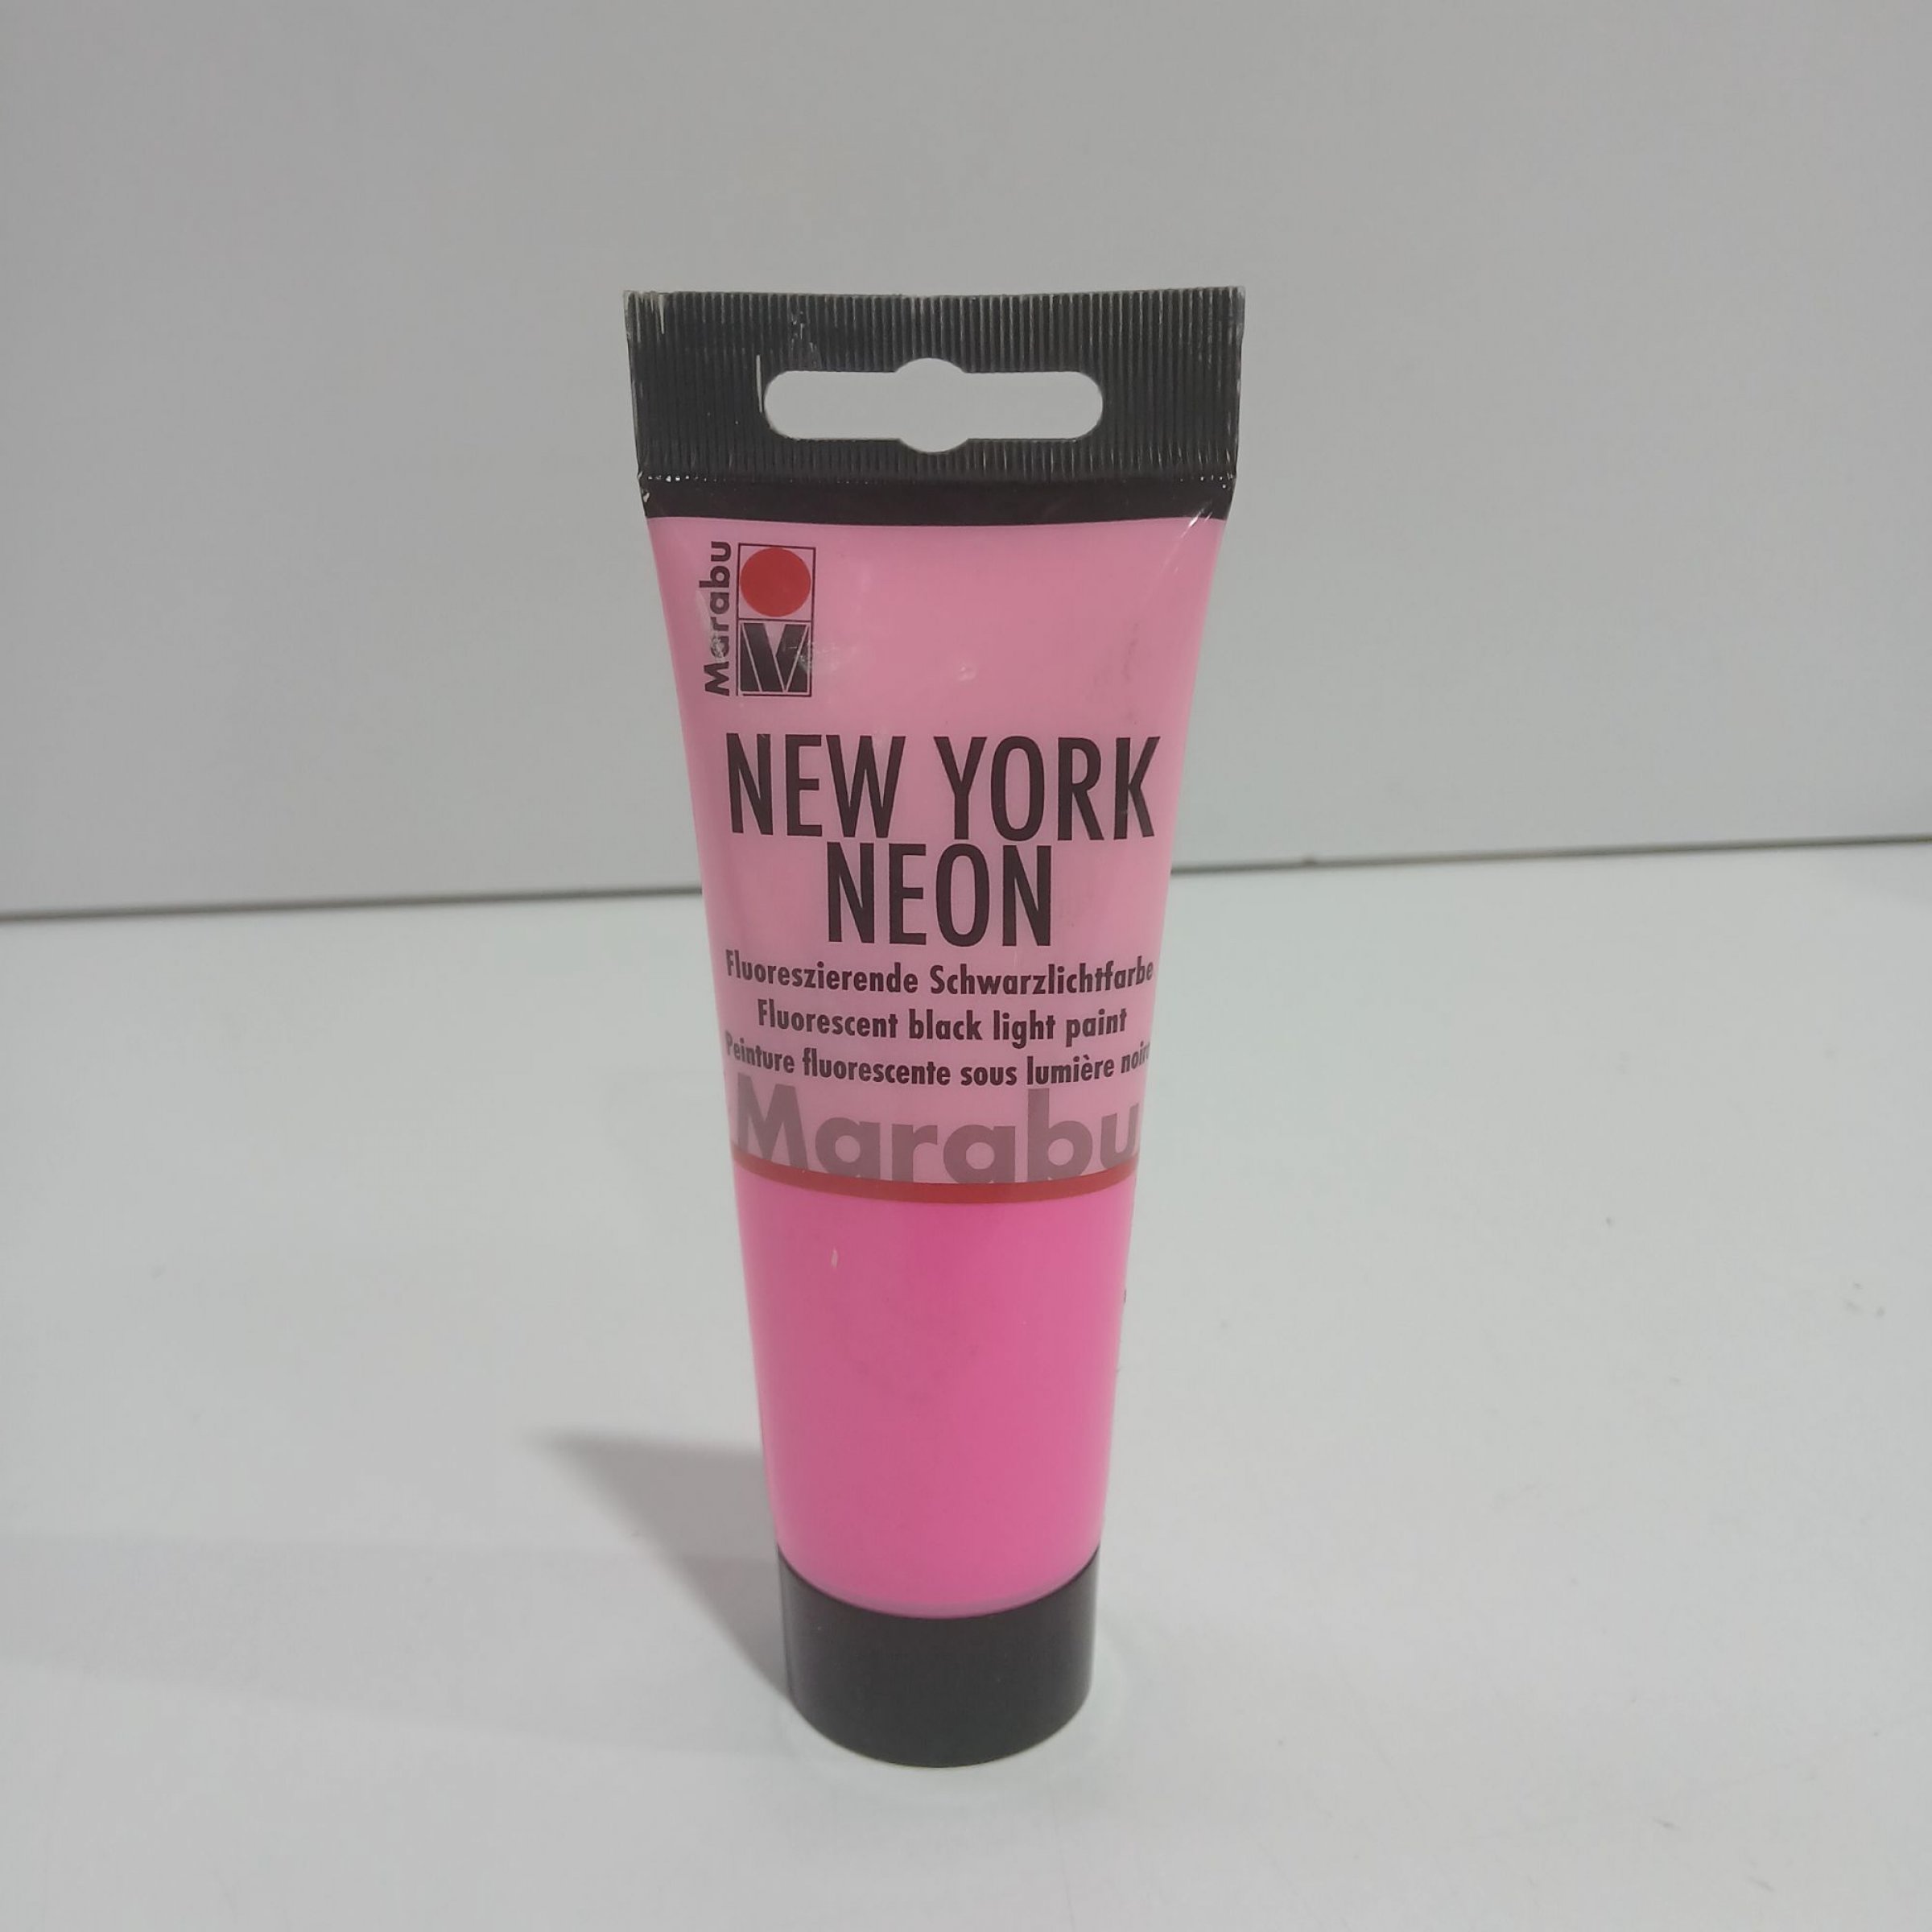 Marabu
NEW YORK
NEON
Fluoreszierende Schwarzlichtfarbe
Fluorescent black light paint
Peinture fluorescente sous lumière noire
Marabu